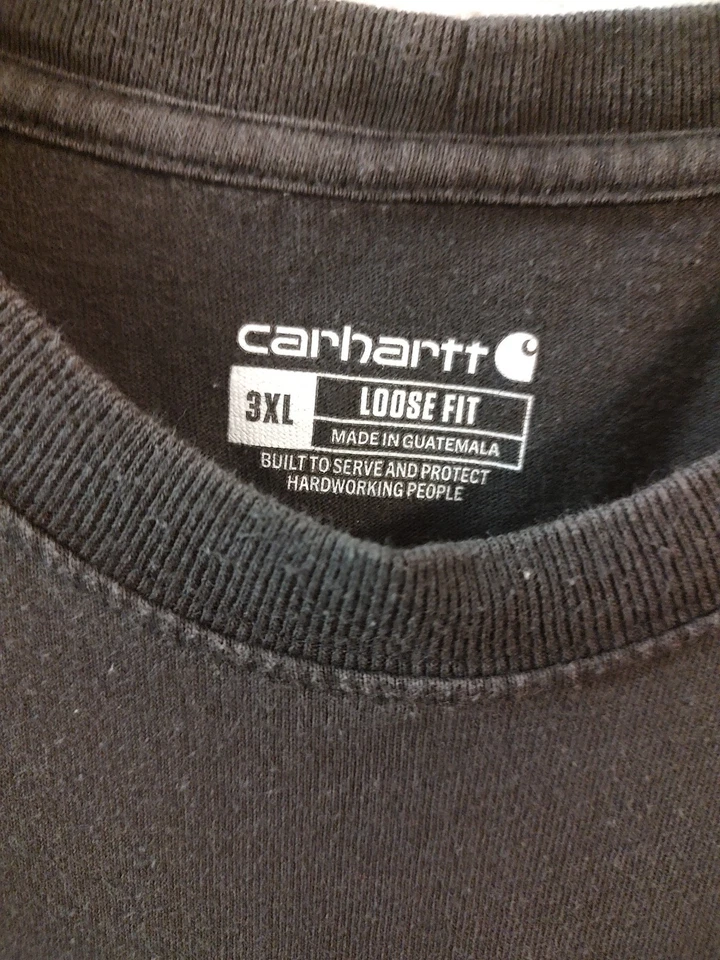 carhartt
3XL LOOSE FIT
MADE IN GUATEMALA
BUILT TO SERVE AND PROTECT
HARDWORKING PEOPLE